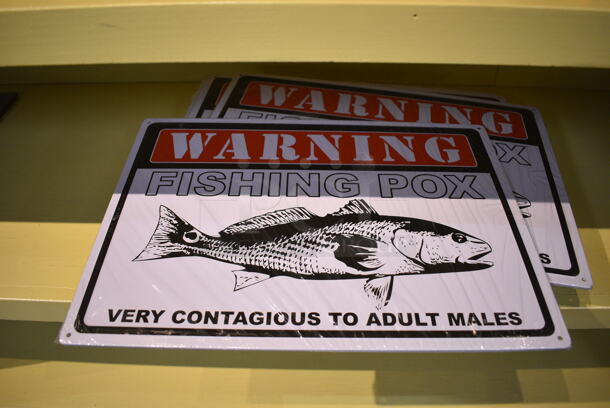 WARNING
FISHING POX
VERY CONTAGIOUS TO ADULT MALES
WARNING